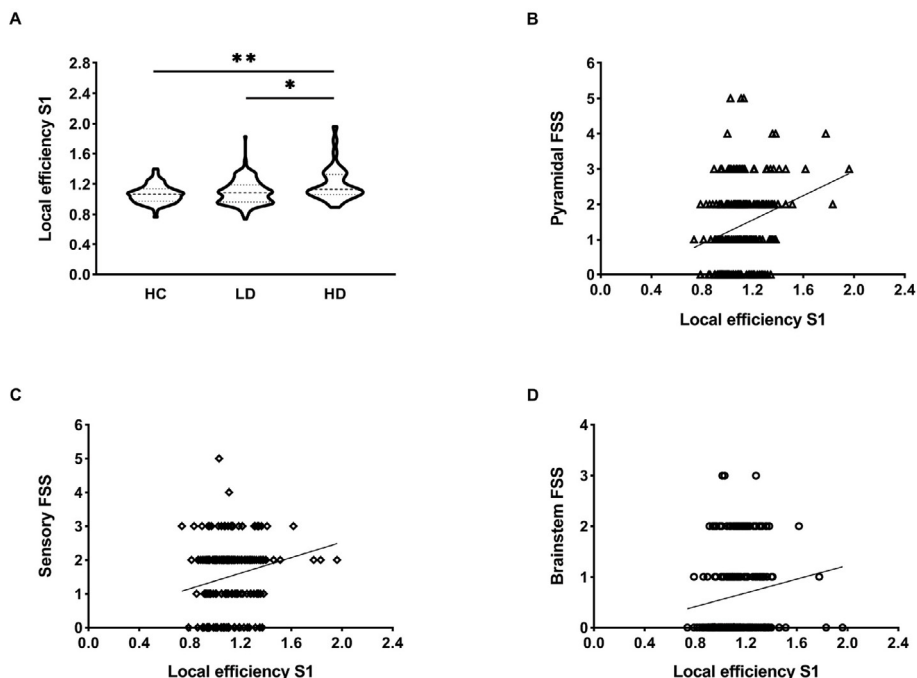 A
Local efficiency S1
2.8
2.4
2.0
1.6
1.2
0.8
0.4
0.0
**
*
HC LD HD
B
Pyramidal FSS
6
5
4
3
2
1
0
0.0 0.4 0.8 1.2 1.6 2.0 2.4
Local efficiency S1
C
Sensory FSS
6
5
4
3
2
1
0
0.0 0.4 0.8 1.2 1.6 2.0 2.4
Local efficiency S1
D
Brainstem FSS
4
3
2
1
0
0.0 0.4 0.8 1.2 1.6 2.0 2.4
Local efficiency S1